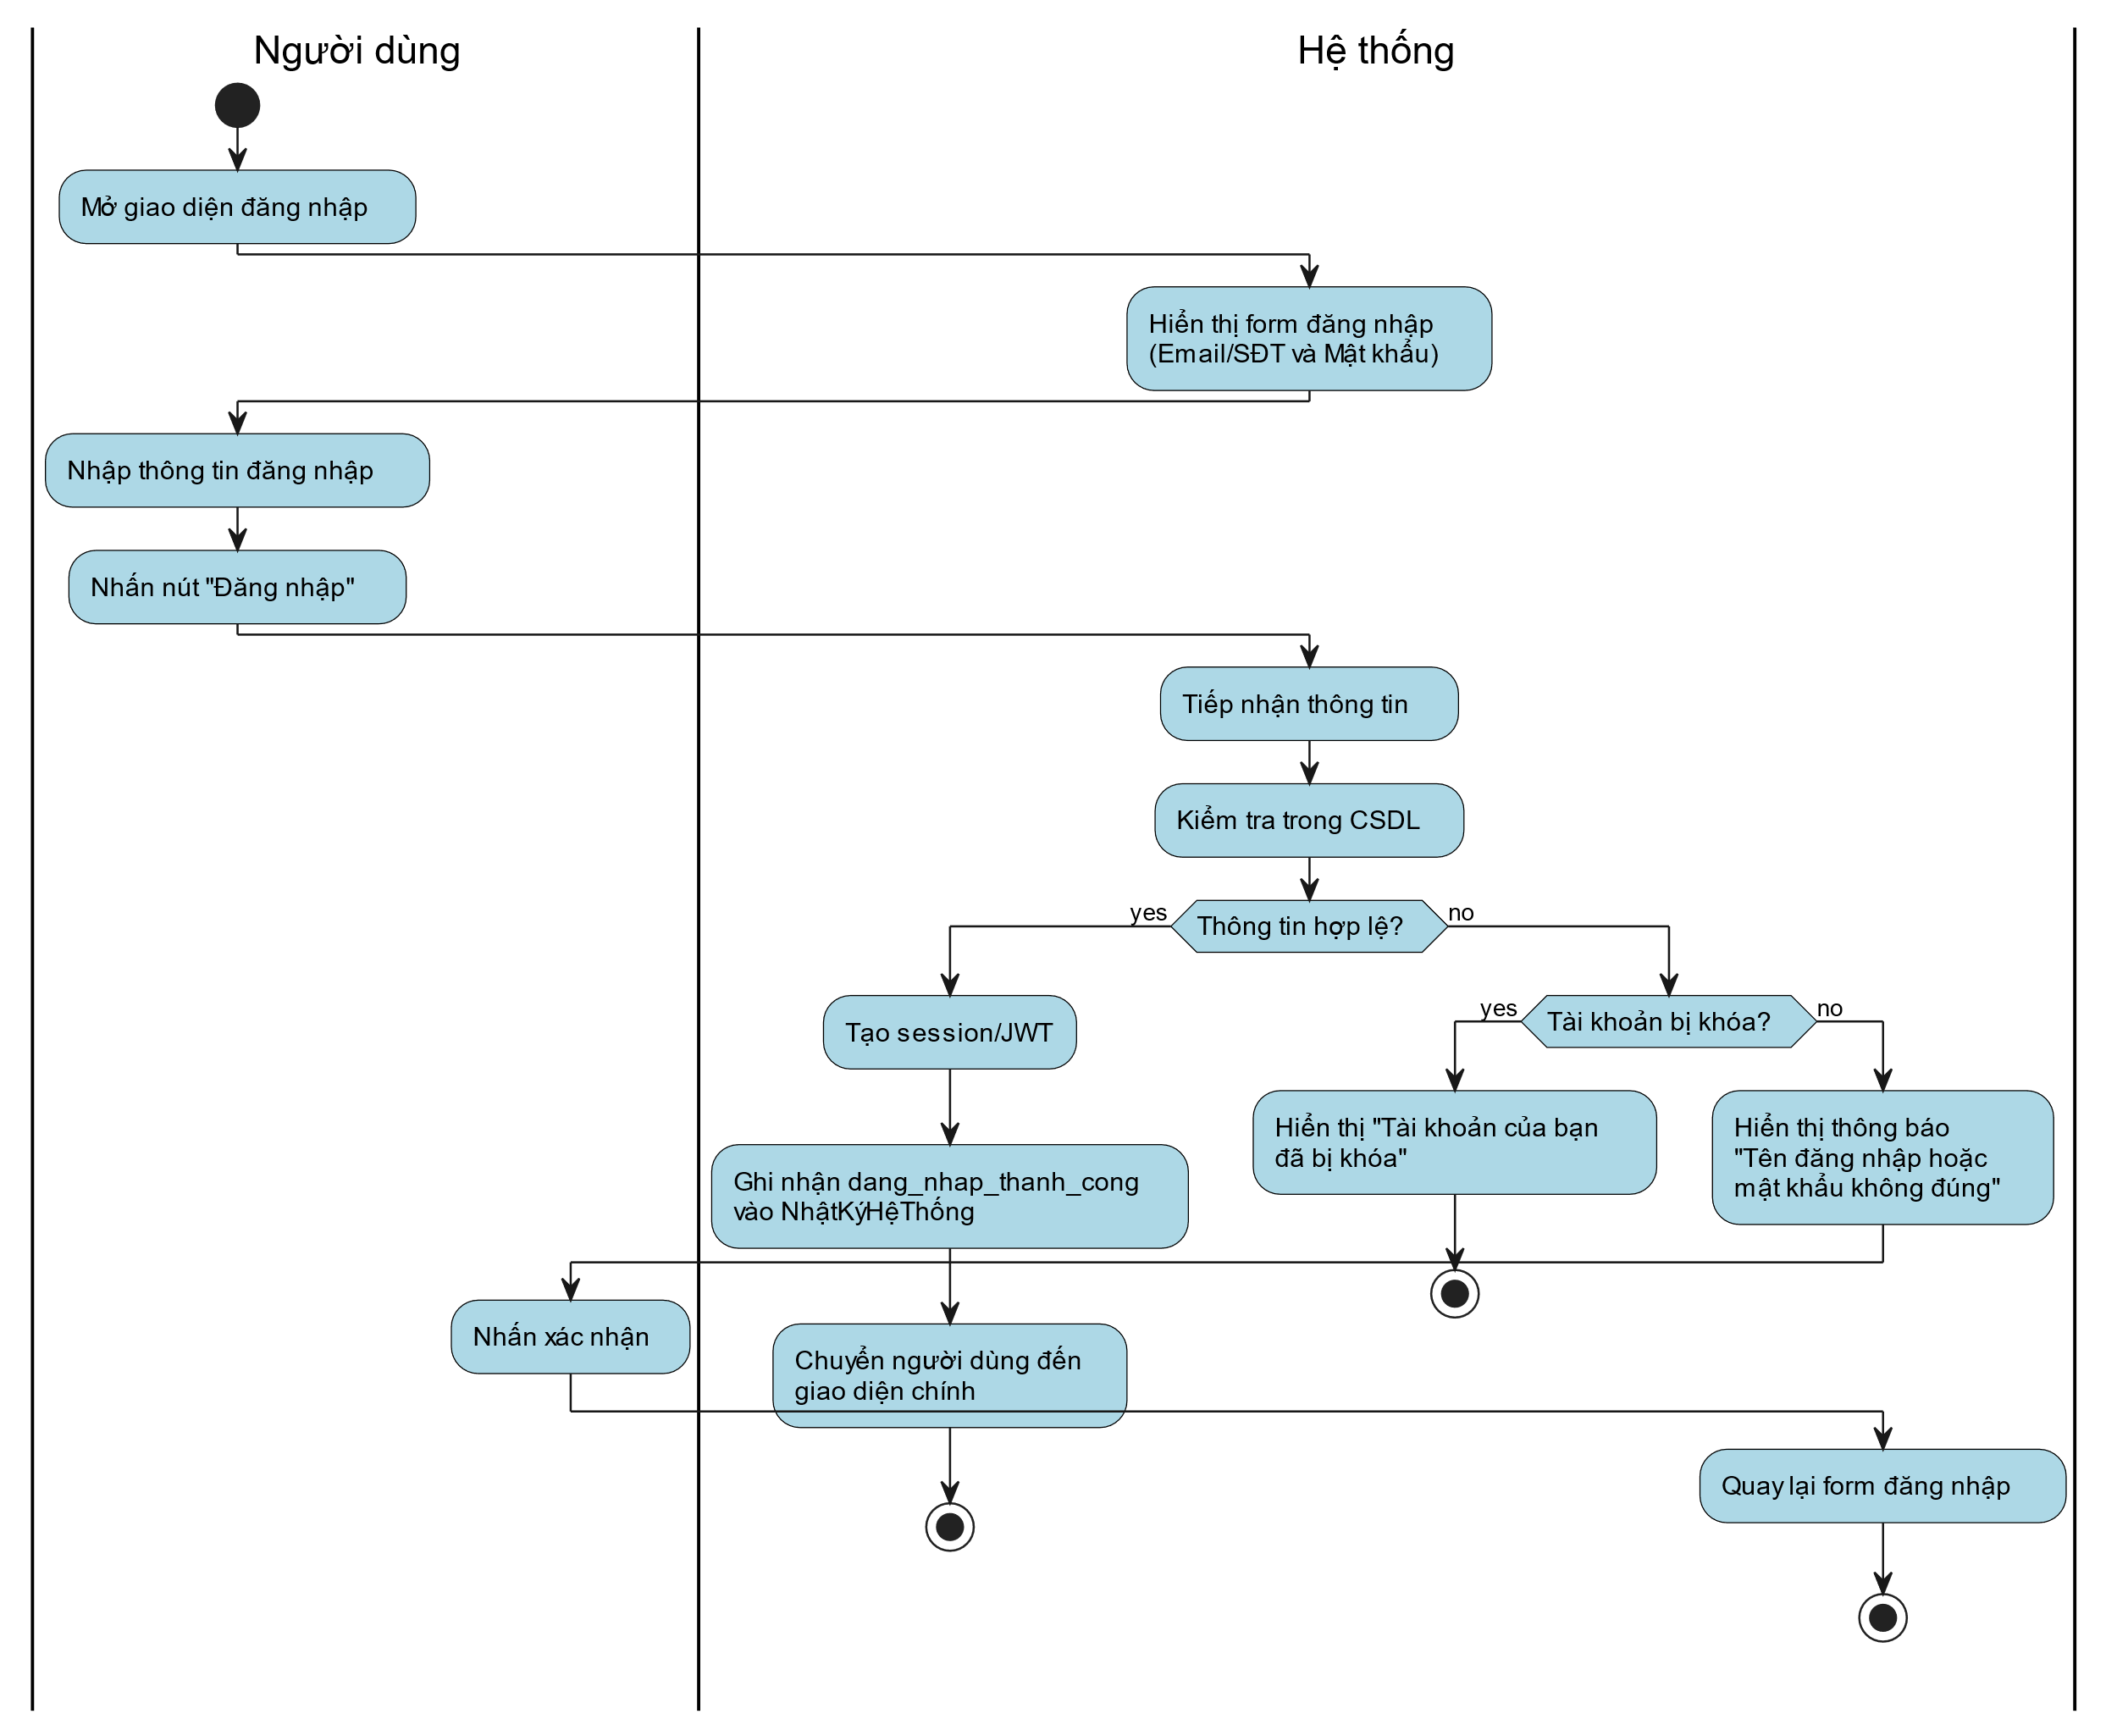 Người dùng
Hệ thống
Mở giao diện đăng nhập
Hiển thị form đăng nhập
(Email/SĐT và Mật khẩu)
Nhập thông tin đăng nhập
Nhấn nút "Đăng nhập"
Tiếp nhận thông tin
Kiểm tra trong CSDL
yes
Thông tin hợp lệ?
no
Tạo session/JWT
yes
Tài khoản bị khóa?
no
Ghi nhận dang_nhap_thanh_cong
vào NhậtKýHệThống
Hiển thị "Tài khoản của bạn
đã bị khóa"
Hiển thị thông báo
"Tên đăng nhập hoặc
mật khẩu không đúng"
Nhấn xác nhận
Chuyển người dùng đến
giao diện chính
Quay lại form đăng nhập